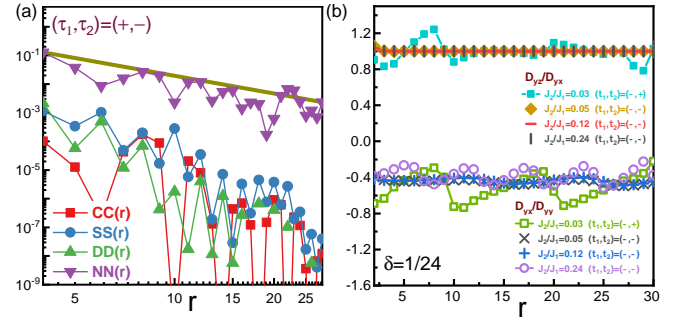 (a)
(τ1,τ2)=(+,-)
10^-1
10^-3
10^-5
10^-7
10^-9
CC(r)
SS(r)
DD(r)
NN(r)
5 10 15 20 25
r
(b)
1.2
0.8
0.4
0.0
-0.4
-0.8
-1.2
-1.6
Dyz/Dyx
J2/J1=0.03 (t1,t2)=(-,+)
J2/J1=0.05 (t1,t2)=(-,-)
J2/J1=0.12 (t1,t2)=(-,-)
J2/J1=0.24 (t1,t2)=(-,-)
Dyx/Dyy
J2/J1=0.03 (t1,t2)=(-,+)
J2/J1=0.05 (t1,t2)=(-,-)
J2/J1=0.12 (t1,t2)=(-,-)
J2/J1=0.24 (t1,t2)=(-,-)
δ=1/24
5 10 15 20 25 30
r